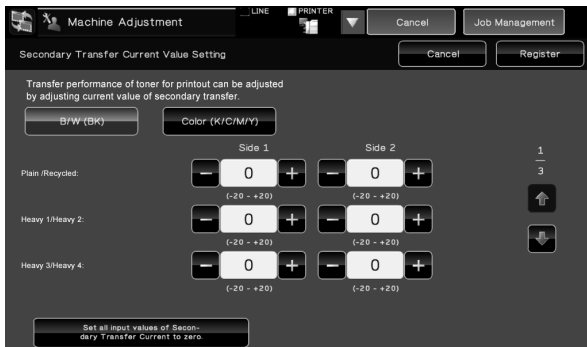 LINE PRINTER
Machine Adjustment Cancel Job Management
Secondary Transfer Current Value Setting Cancel Register
Transfer performance of toner for printout can be adjusted
by adjusting current value of secondary transfer.
B/W (BK) Color (K/C/M/Y)
Side 1 Side 2
1
3
Plain /Recycled: − 0 + − 0 +
(-20 - +20) (-20 - +20)
Heavy 1/Heavy 2: − 0 + − 0 +
(-20 - +20) (-20 - +20)
Heavy 3/Heavy 4: − 0 + − 0 +
(-20 - +20) (-20 - +20)
Set all input values of Secon-
dary Transfer Current to zero.